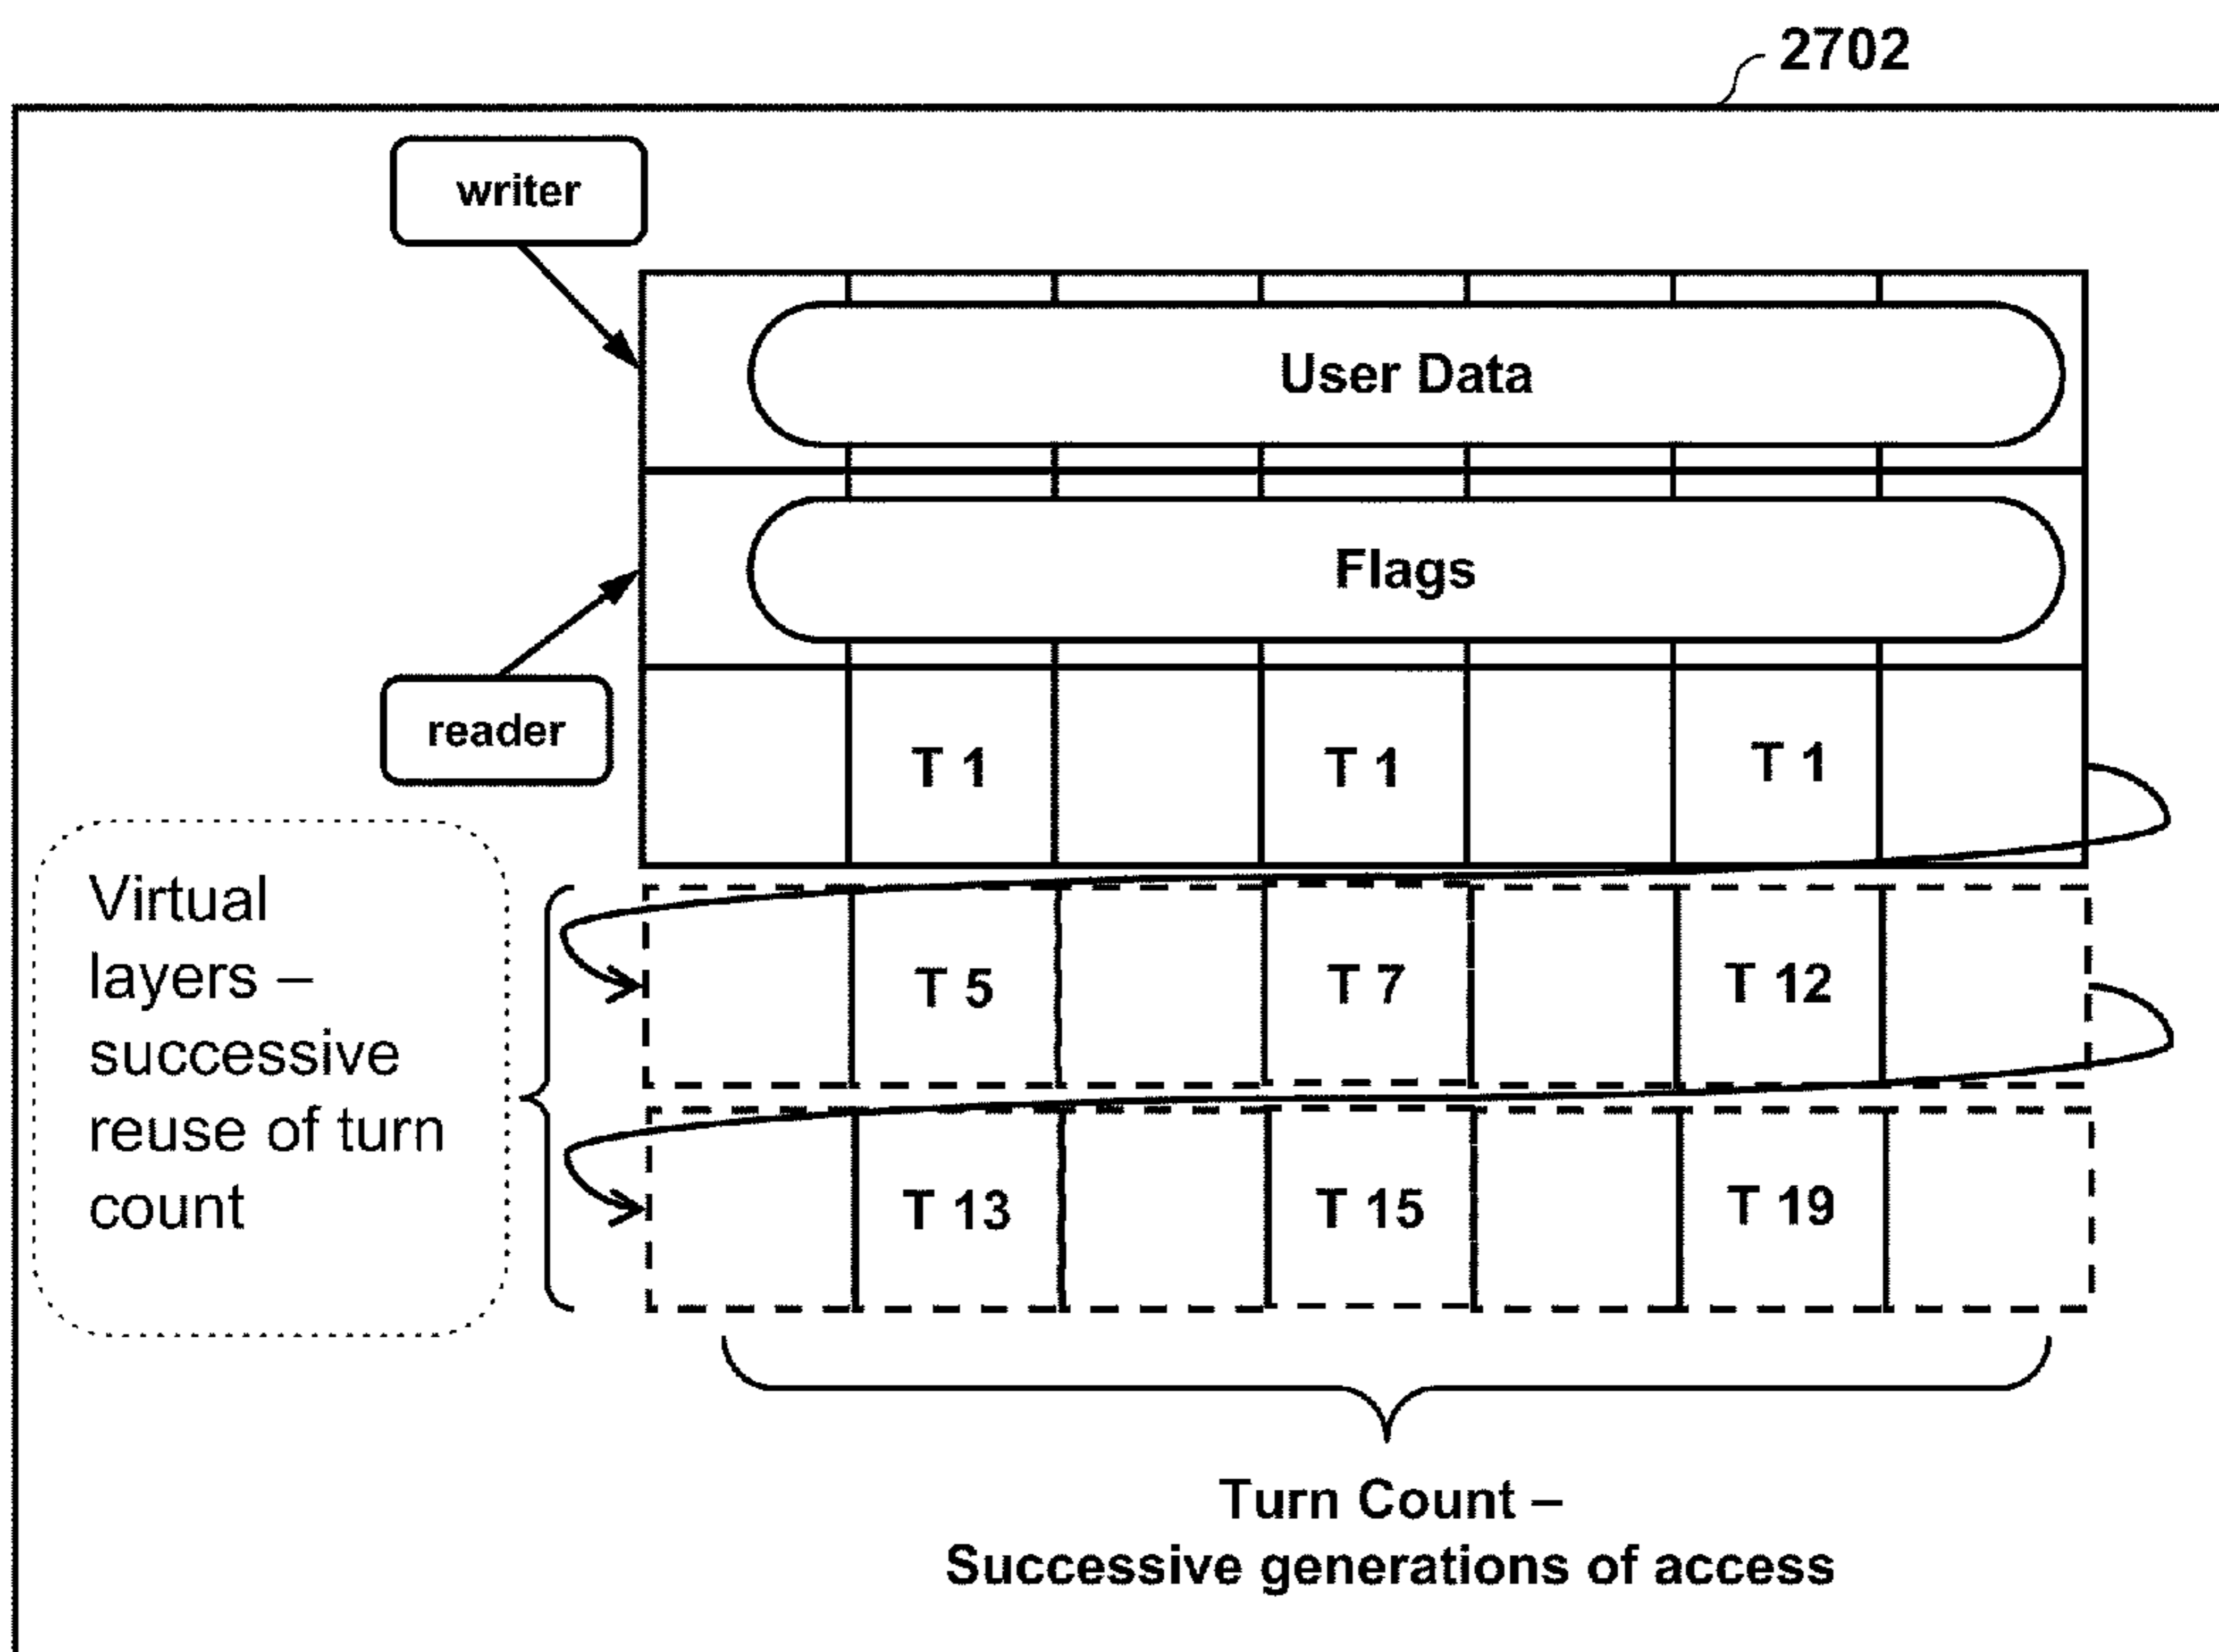 2702
writer
User Data
Flags
reader
T 1 T 1 T 1
Virtual
layers –
successive
reuse of turn
count
T 5 T 7 T 12
T 13 T 15 T 19
Turn Count –
Successive generations of access